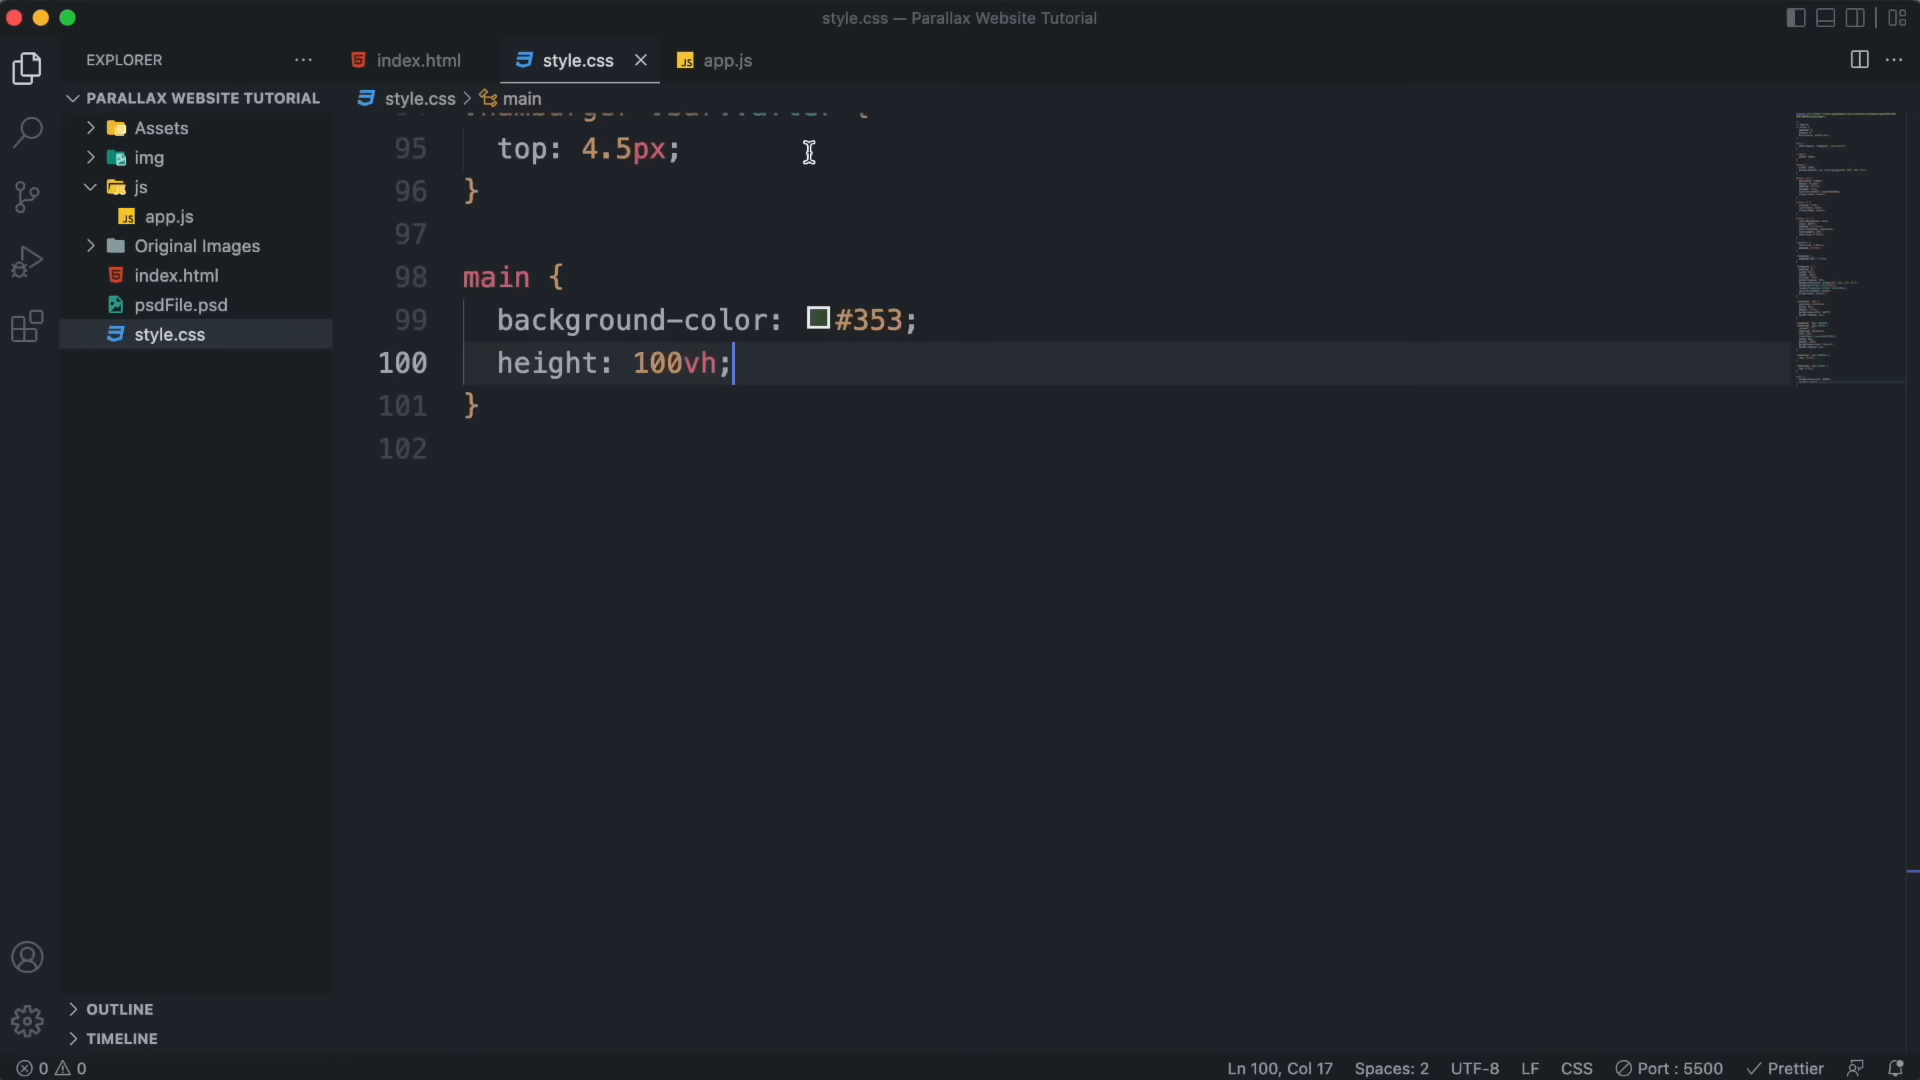 style.css — Parallax Website Tutorial
EXPLORER
index.html
style.css
app.js
PARALLAX WEBSITE TUTORIAL
style.css > main
Assets
img
js
app.js
Original Images
index.html
psdFile.psd
style.css
95 top: 4.5px;
96 }
97
98 main {
99 background-color: #353;
100 height: 100vh;
101 }
102
OUTLINE
TIMELINE
0 0
Ln 100, Col 17
Spaces: 2
UTF-8
LF
CSS
Port : 5500
Prettier